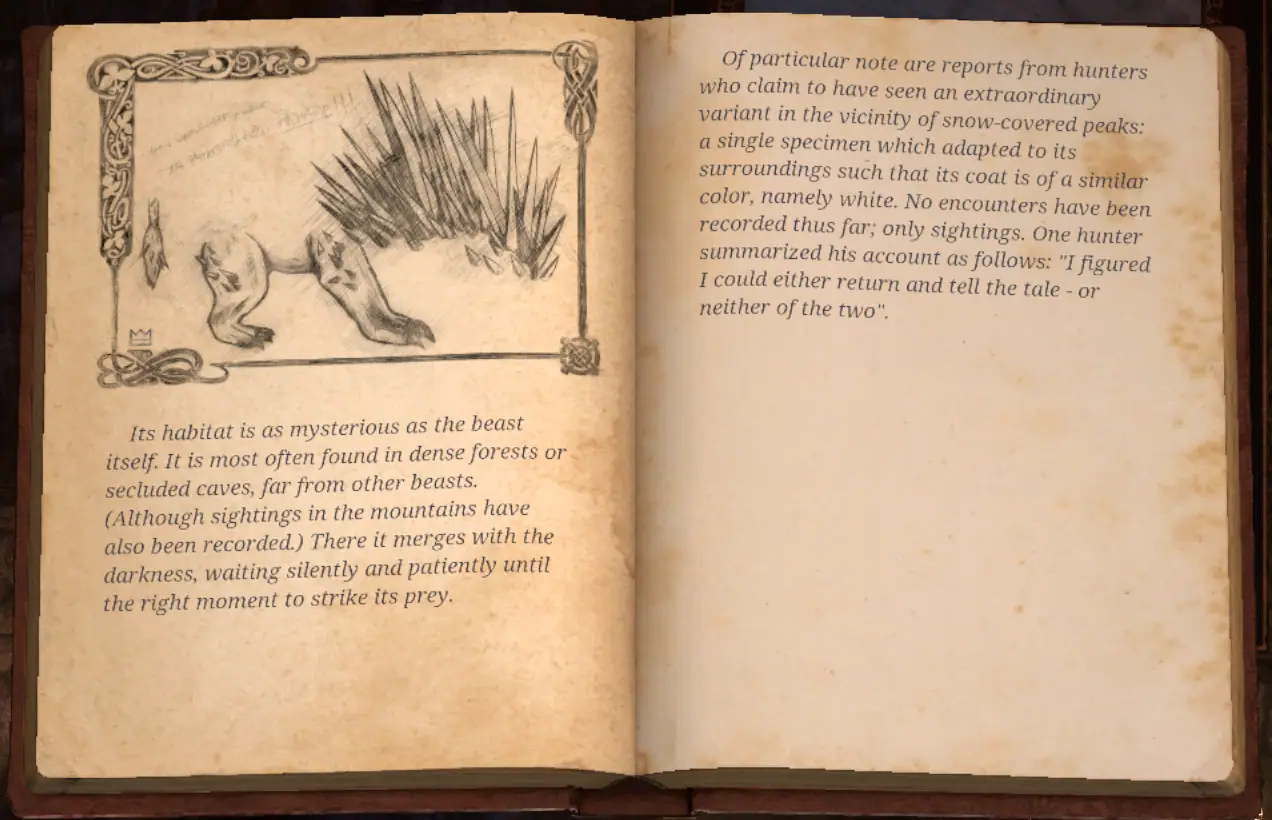 Its habitat is as mysterious as the beast
itself. It is most often found in dense forests or
secluded caves, far from other beasts.
(Although sightings in the mountains have
also been recorded.) There it merges with the
darkness, waiting silently and patiently until
the right moment to strike its prey.
Of particular note are reports from hunters
who claim to have seen an extraordinary
variant in the vicinity of snow-covered peaks:
a single specimen which adapted to its
surroundings such that its coat is of a similar
color, namely white. No encounters have been
recorded thus far; only sightings. One hunter
summarized his account as follows: "I figured
I could either return and tell the tale - or
neither of the two".